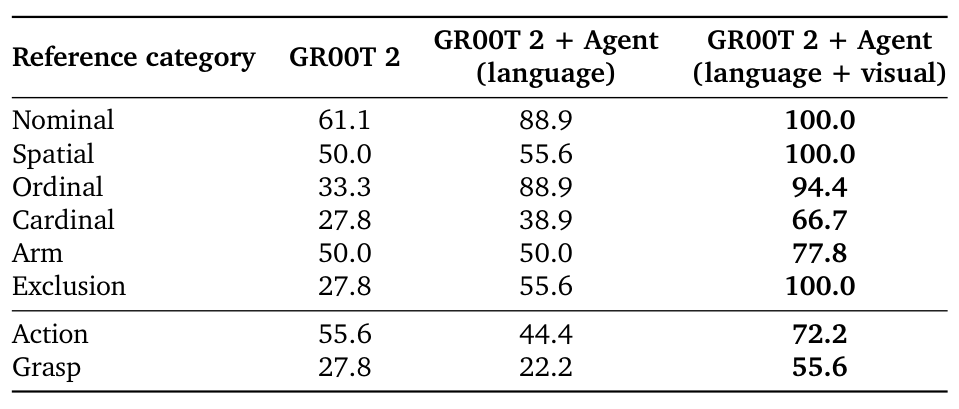 Reference category GR00T 2 GR00T 2 + Agent (language) GR00T 2 + Agent (language + visual)
Nominal 61.1 88.9 100.0
Spatial 50.0 55.6 100.0
Ordinal 33.3 88.9 94.4
Cardinal 27.8 38.9 66.7
Arm 50.0 50.0 77.8
Exclusion 27.8 55.6 100.0
Action 55.6 44.4 72.2
Grasp 27.8 22.2 55.6